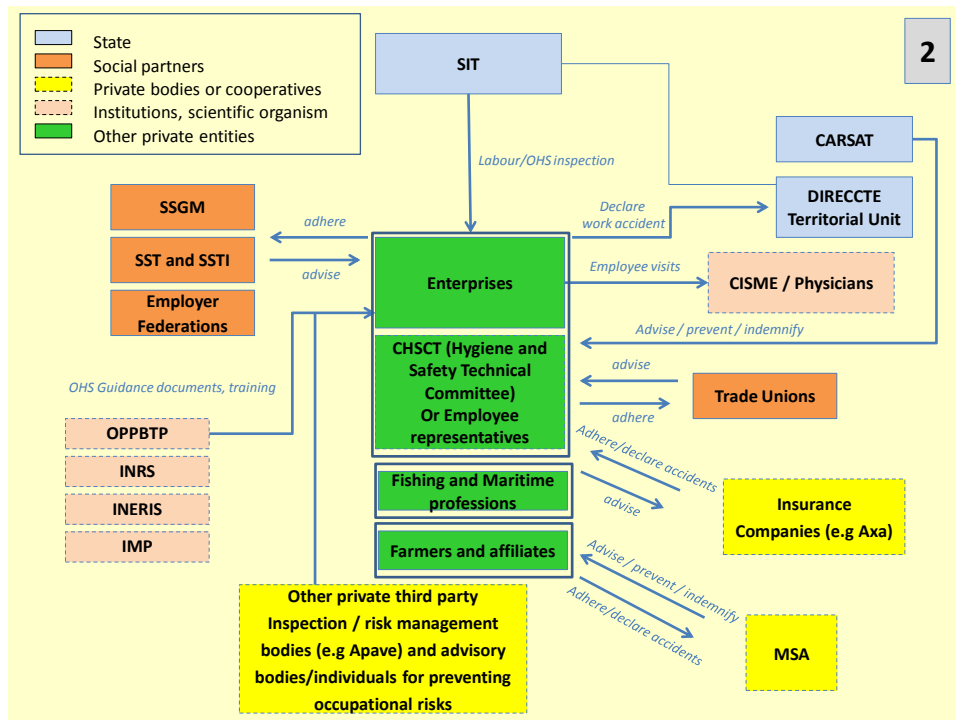 State
Social partners
Private bodies or cooperatives
Institutions, scientific organism
Other private entities
SIT
2
CARSAT
Labour/OHS inspection
DIRECCTE
Territorial Unit
SSGM
adhere
Declare
work accident
SST and SSTI
advise
Enterprises
Employee visits
CISME / Physicians
Employer
Federations
Advise / prevent / indemnify
CHSCT (Hygiene and
Safety Technical
Committee)
Or Employee
representatives
advise
Trade Unions
adhere
OHS Guidance documents, training
OPPBTP
INRS
INERIS
IMP
Adhere/declare accidents
Fishing and Maritime
professions
advise
Insurance
Companies (e.g Axa)
Farmers and affiliates
Advise / prevent / indemnify
Adhere/declare accidents
MSA
Other private third party
Inspection / risk management
bodies (e.g Apave) and advisory
bodies/individuals for preventing
occupational risks